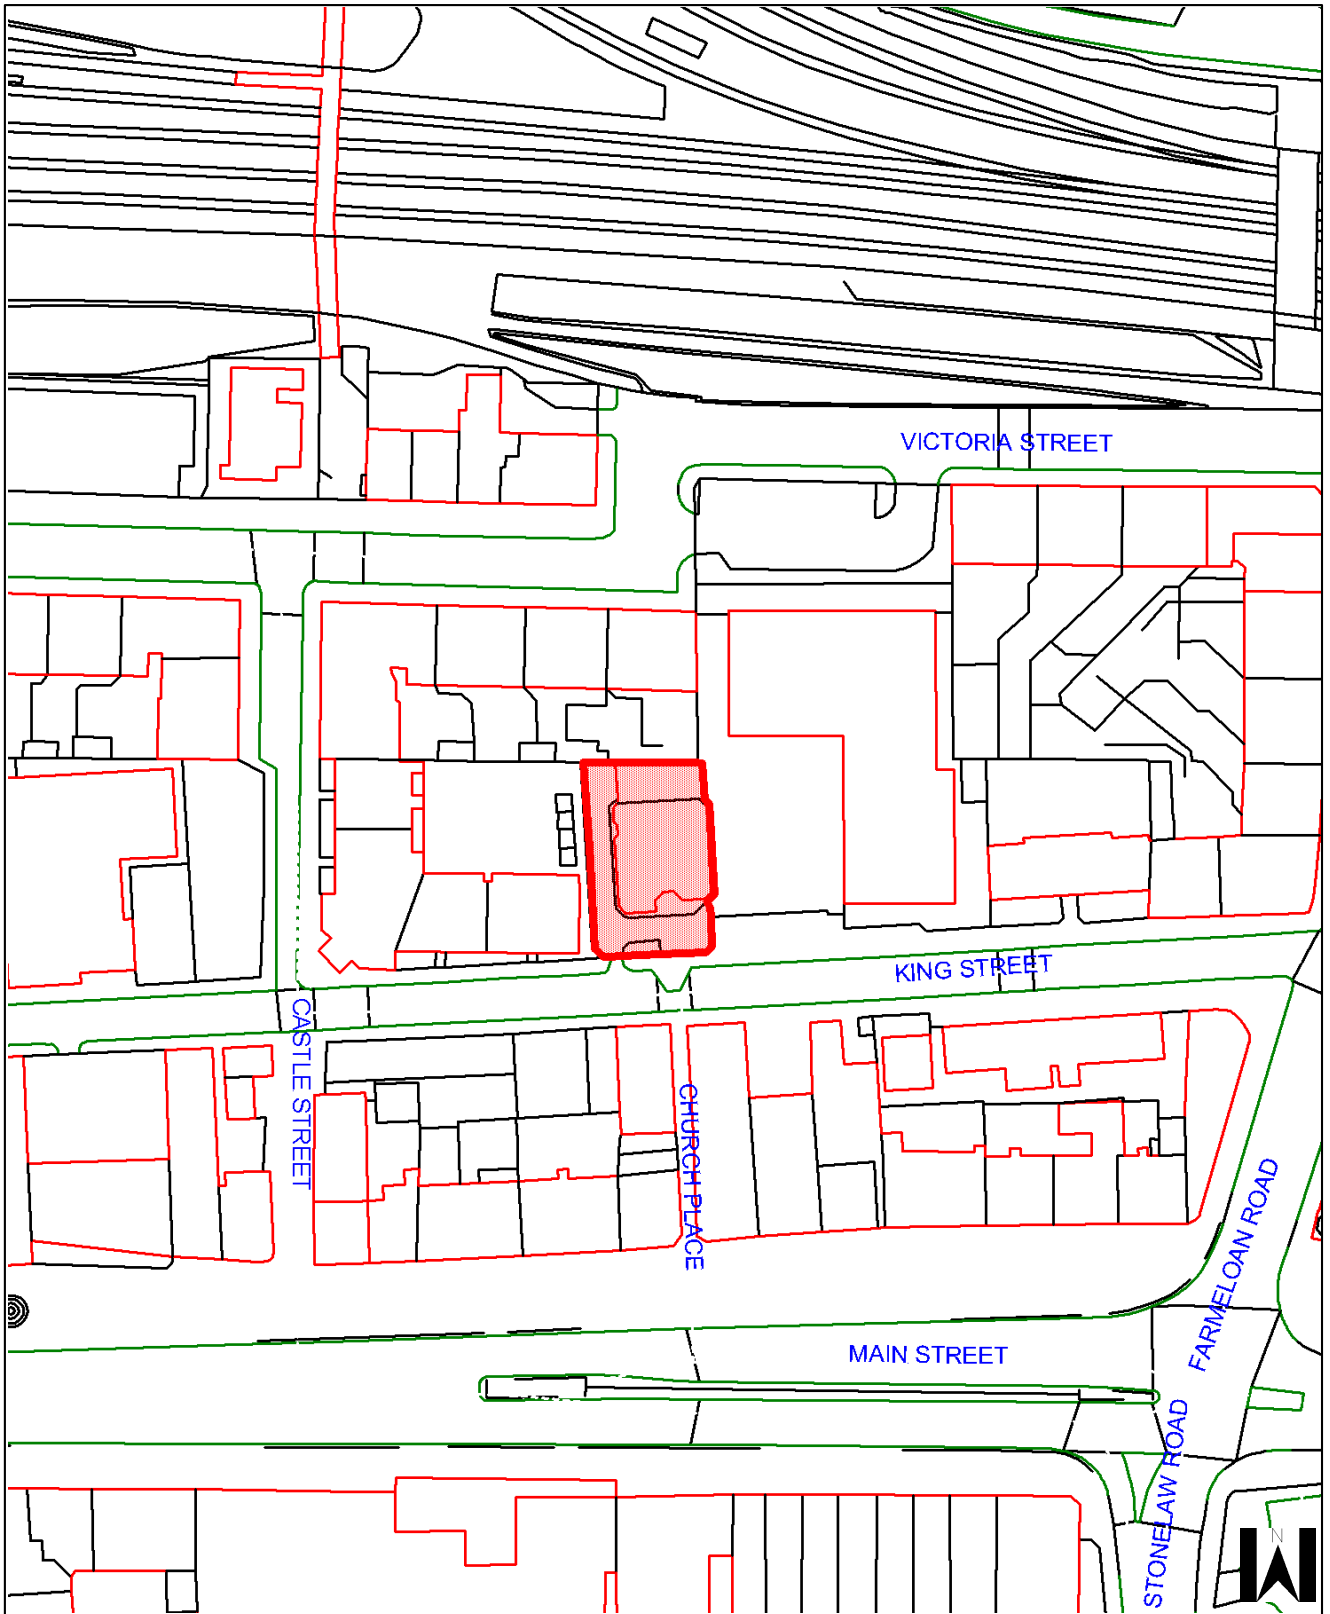 VICTORIA STREET
KING STREET
CASTLE STREET
CHURCH PLACE
FARMELOAN ROAD
MAIN STREET
STONELAW ROAD
N